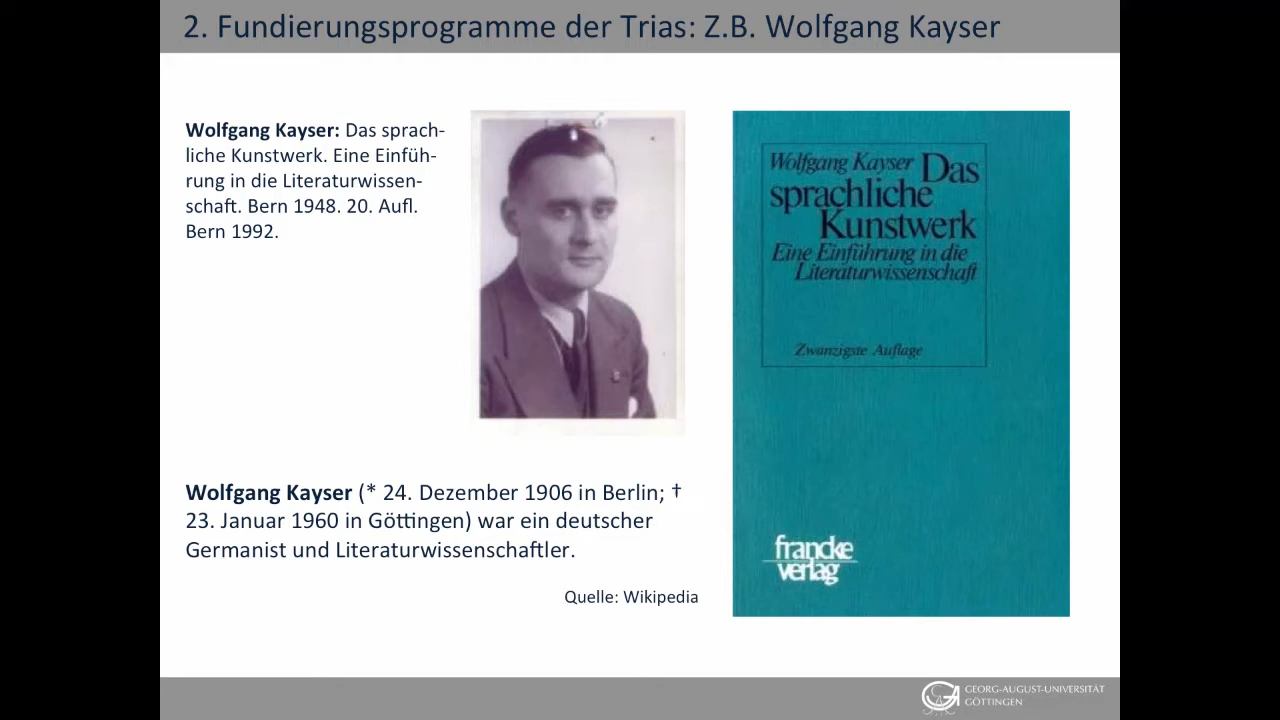 2. Fundierungsprogramme der Trias: Z.B. Wolfgang Kayser
Wolfgang Kayser: Das sprach-
liche Kunstwerk. Eine Einfüh-
rung in die Literaturwissen-
schaft. Bern 1948. 20. Aufl.
Bern 1992.
Wolfgang Kayser Das
sprachliche
Kunstwerk
Eine Einführung in die
Literaturwissenschaft
Zwanzigste Auflage
francke
verlag
Wolfgang Kayser (* 24. Dezember 1906 in Berlin; †
23. Januar 1960 in Göttingen) war ein deutscher
Germanist und Literaturwissenschaftler.
Quelle: Wikipedia
GEORG-AUGUST-UNIVERSITÄT
GÖTTINGEN